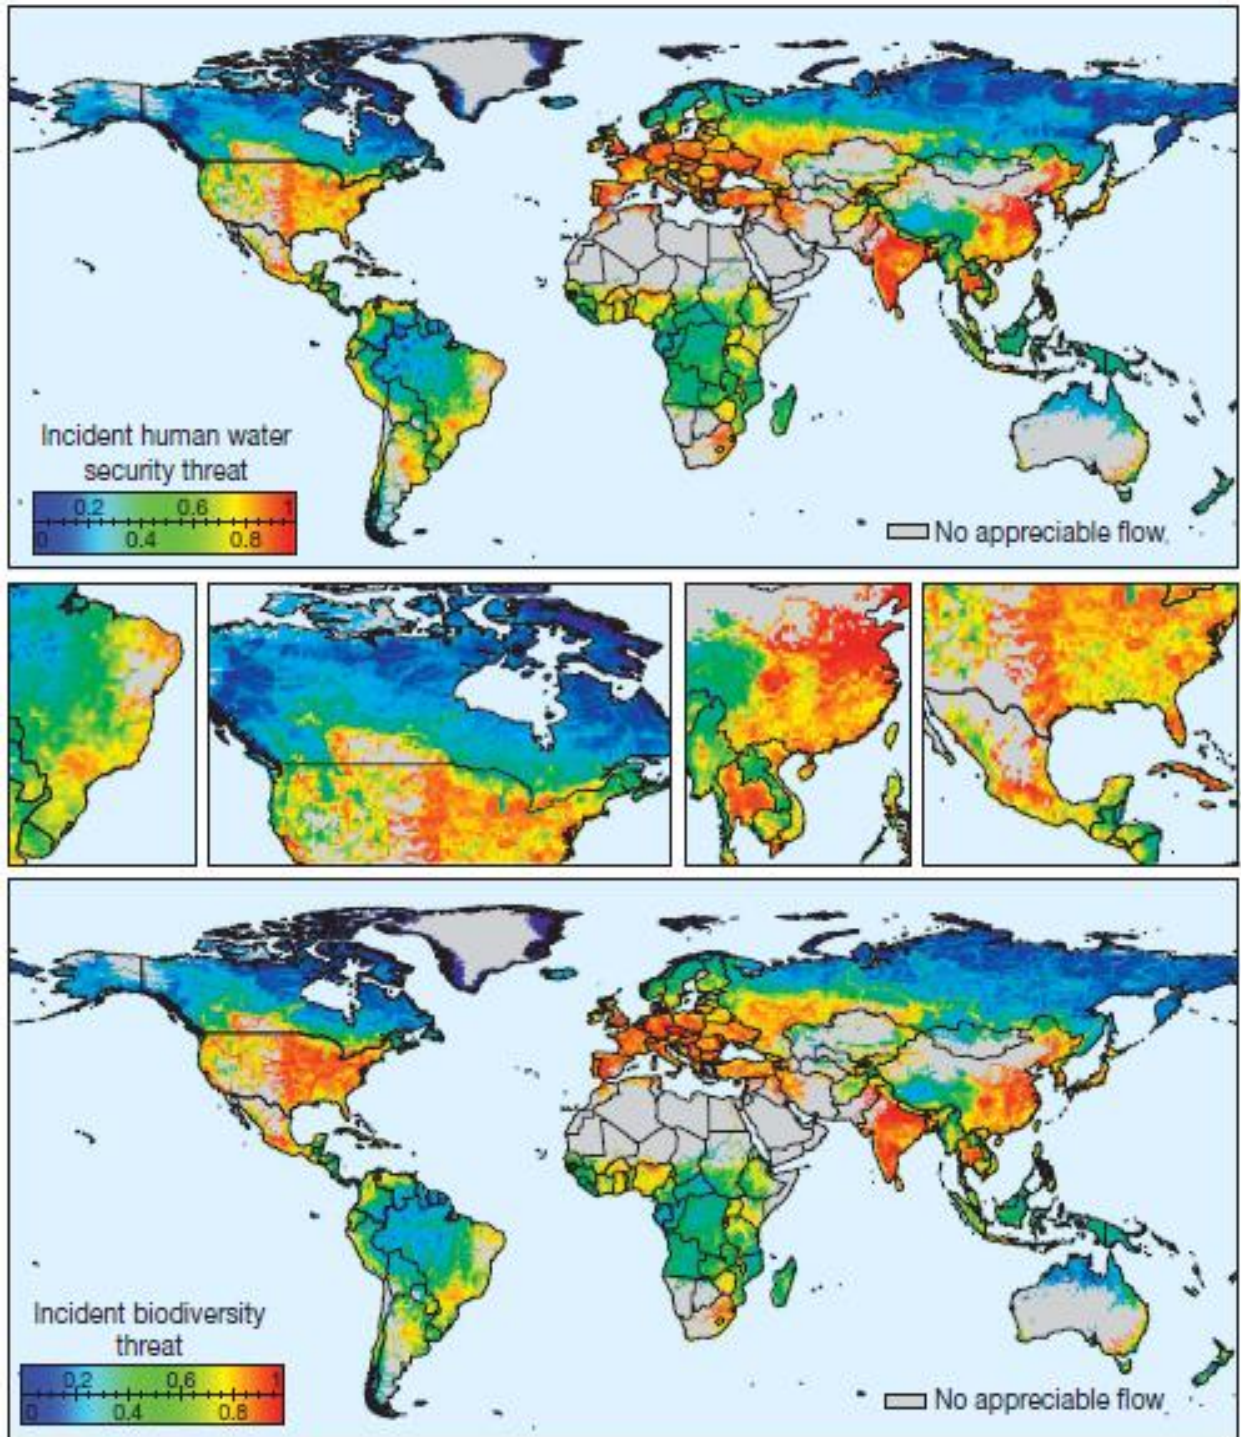 Incident human water
security threat
0.2 0.6 1
0 0.4 0.8
No appreciable flow
Incident biodiversity
threat
0.2 0.6 1
0 0.4 0.8
No appreciable flow